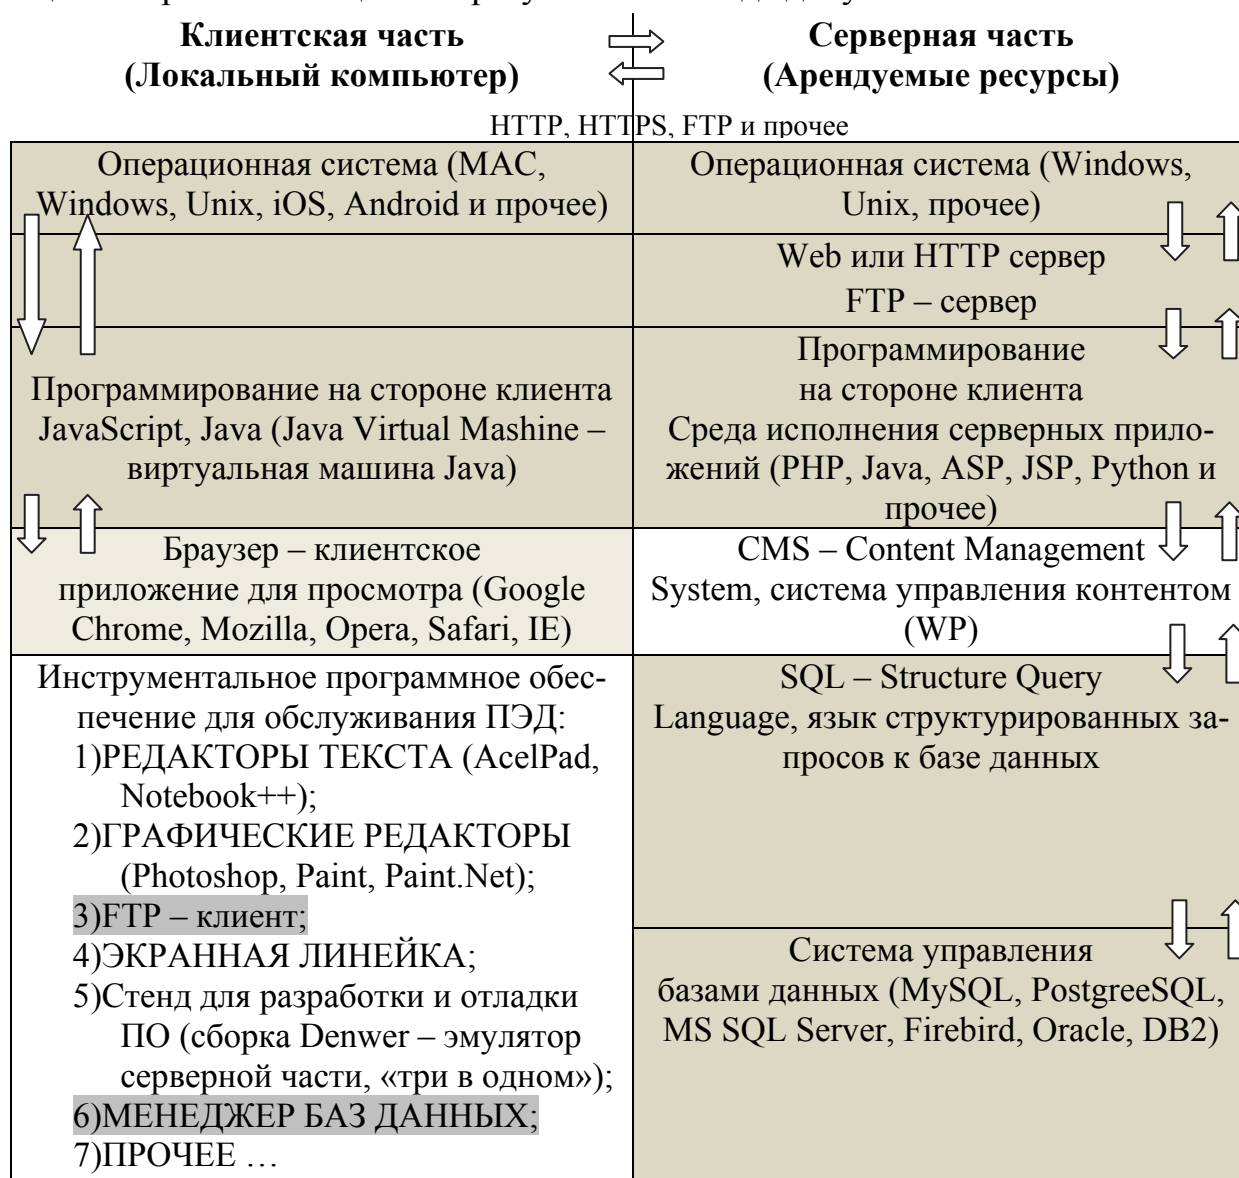 Клиентская часть
(Локальный компьютер)
Серверная часть
(Арендуемые ресурсы)
HTTP, HTTPS, FTP и прочее
Операционная система (MAC,
Windows, Unix, iOS, Android и прочее)
Операционная система (Windows,
Unix, прочее)
Web или HTTP сервер
FTP – сервер
Программирование на стороне клиента
JavaScript, Java (Java Virtual Mashine –
виртуальная машина Java)
Программирование
на стороне клиента
Среда исполнения серверных прило-
жений (PHP, Java, ASP, JSP, Python и
прочее)
Браузер – клиентское
приложение для просмотра (Google
Chrome, Mozilla, Opera, Safari, IE)
CMS – Content Management
System, система управления контентом
(WP)
Инструментальное программное обес-
печение для обслуживания ПЭД:
1)РЕДАКТОРЫ ТЕКСТА (AcelPad,
Notebook++);
2)ГРАФИЧЕСКИЕ РЕДАКТОРЫ
(Photoshop, Paint, Paint.Net);
3)FTP – клиент;
4)ЭКРАННАЯ ЛИНЕЙКА;
5)Стенд для разработки и отладки
ПО (сборка Denwer – эмулятор
серверной части, «три в одном»);
6)МЕНЕДЖЕР БАЗ ДАННЫХ;
7)ПРОЧЕЕ …
SQL – Structure Query
Language, язык структурированных за-
просов к базе данных
Система управления
базами данных (MySQL, PostgreeSQL,
MS SQL Server, Firebird, Oracle, DB2)